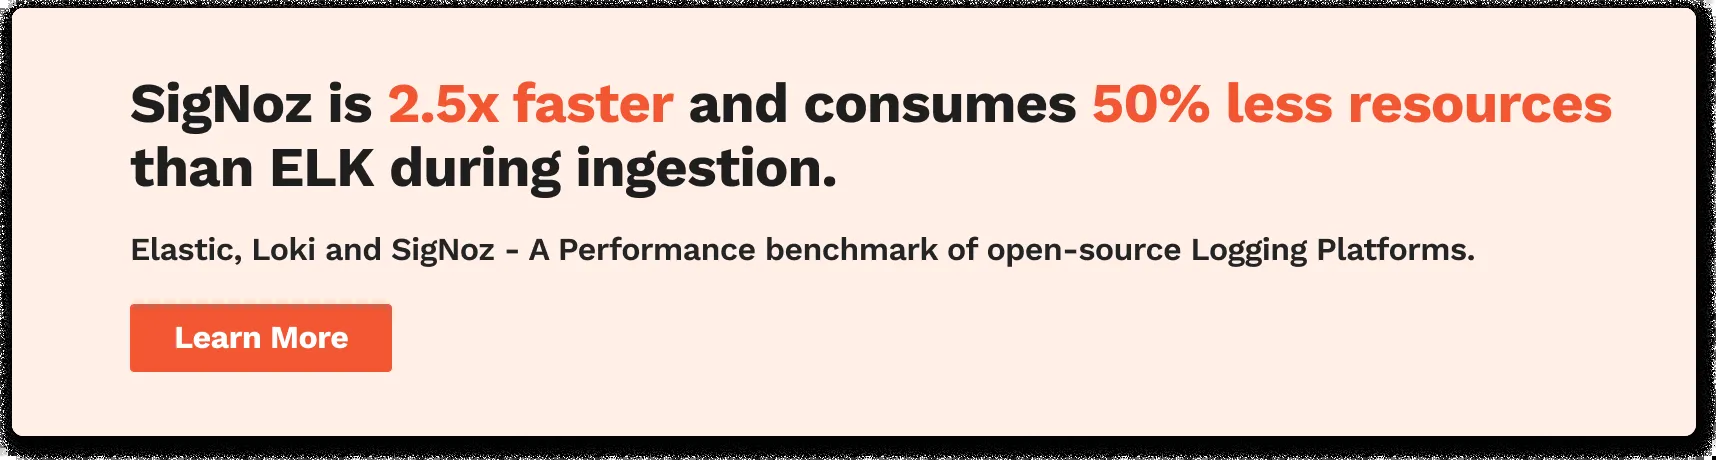 SigNoz is 2.5x faster and consumes 50% less resources
than ELK during ingestion.
Elastic, Loki and SigNoz - A Performance benchmark of open-source Logging Platforms.
Learn More